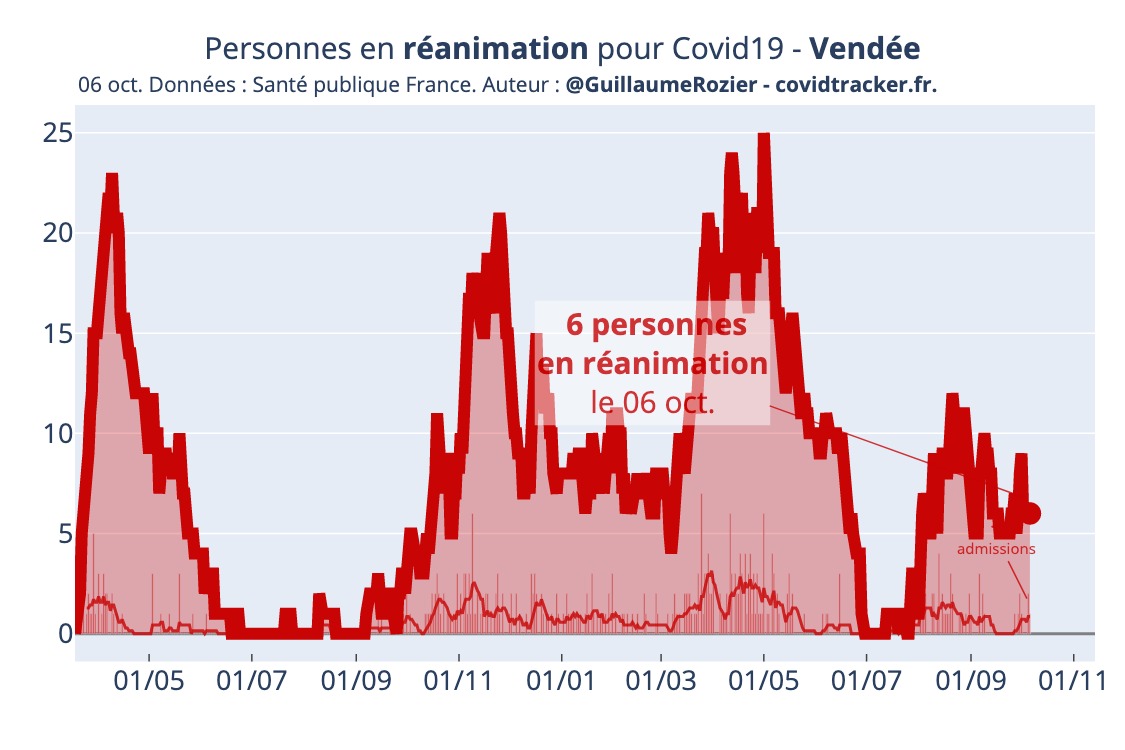 Personnes en réanimation pour Covid19 - Vendée
06 oct. Données : Santé publique France. Auteur : @GuillaumeRozier - covidtracker.fr.
25
20
15
10
5
0
6 personnes
en réanimation
le 06 oct.
admissions
01/05 01/07 01/09 01/11 01/01 01/03 01/05 01/07 01/09 01/11